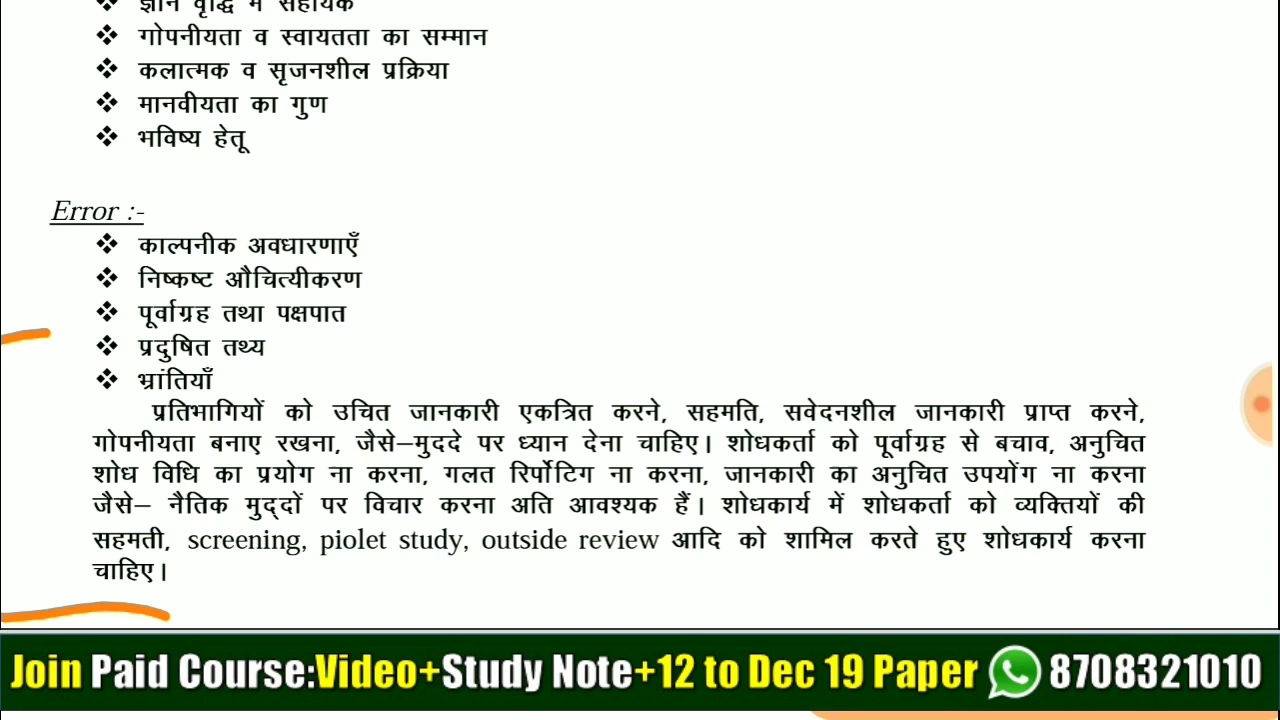 ज्ञान वृद्धि में सहायक
❖ गोपनीयता व स्वायतता का सम्मान
❖ कलात्मक व सृजनशील प्रक्रिया
❖ मानवीयता का गुण
❖ भविष्य हेतू
Error :-
❖ काल्पनीक अवधारणाएँ
❖ निष्कष्ट औचित्यीकरण
❖ पूर्वाग्रह तथा पक्षपात
❖ प्रदुषित तथ्य
❖ भ्रांतियाँ
प्रतिभागियों को उचित जानकारी एकत्रित करने, सहमति, सवेदनशील जानकारी प्राप्त करने,
गोपनीयता बनाए रखना, जैसे–मुददे पर ध्यान देना चाहिए। शोधकर्ता को पूर्वाग्रह से बचाव, अनुचित
शोध विधि का प्रयोग ना करना, गलत रिर्पोटिग ना करना, जानकारी का अनुचित उपयोंग ना करना
जैसे– नैतिक मुद्दों पर विचार करना अति आवश्यक हैं। शोधकार्य में शोधकर्ता को व्यक्तियों की
सहमती, screening, piolet study, outside review आदि को शामिल करते हुए शोधकार्य करना
चाहिए।
Join Paid Course:Video+Study Note+12 to Dec 19 Paper 8708321010